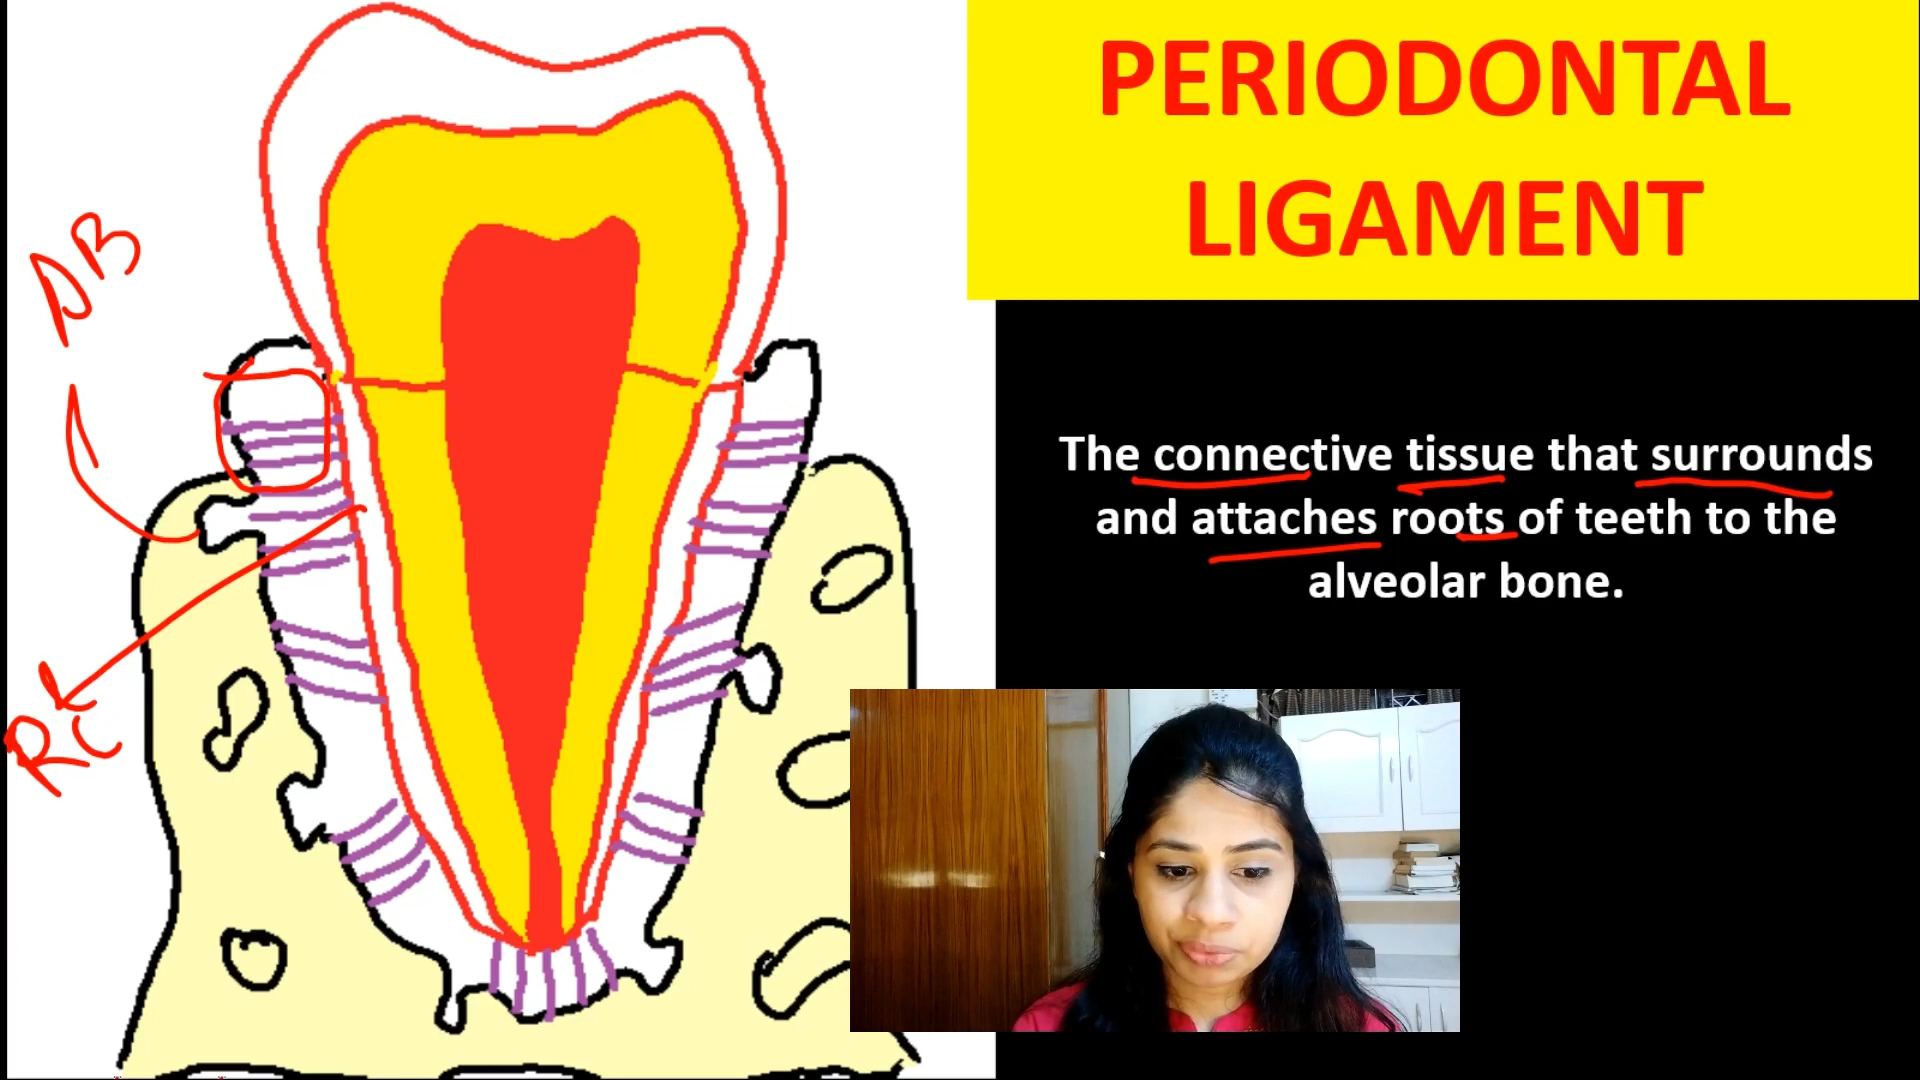 PERIODONTAL
LIGAMENT
The connective tissue that surrounds
and attaches roots of teeth to the
alveolar bone.
AB
RC